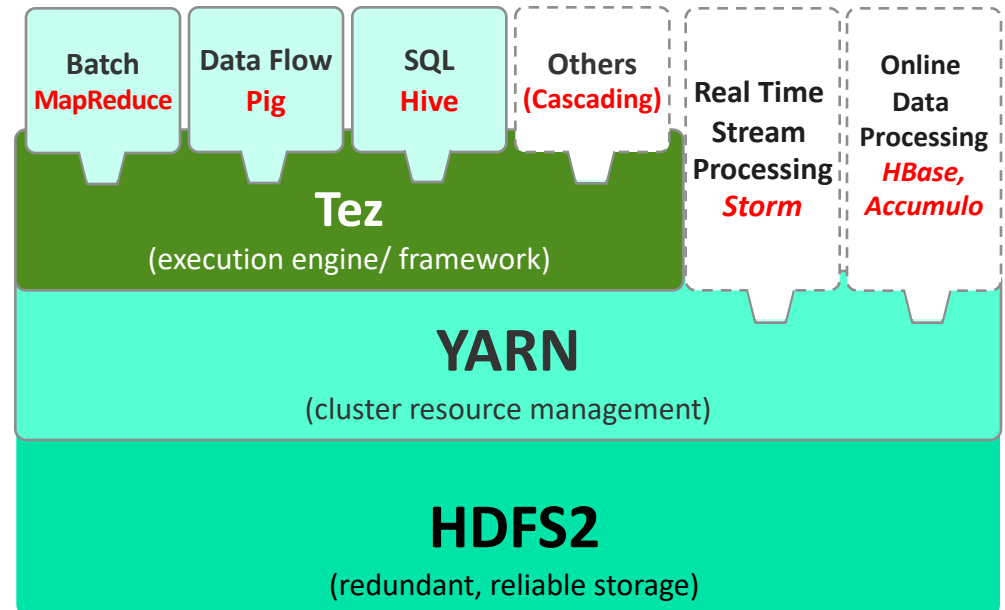 Batch
MapReduce
Data Flow
Pig
SQL
Hive
Others
(Cascading)
Real Time
Stream
Processing
Storm
Online
Data
Processing
HBase,
Accumulo
Tez
(execution engine/ framework)
YARN
(cluster resource management)
HDFS2
(redundant, reliable storage)